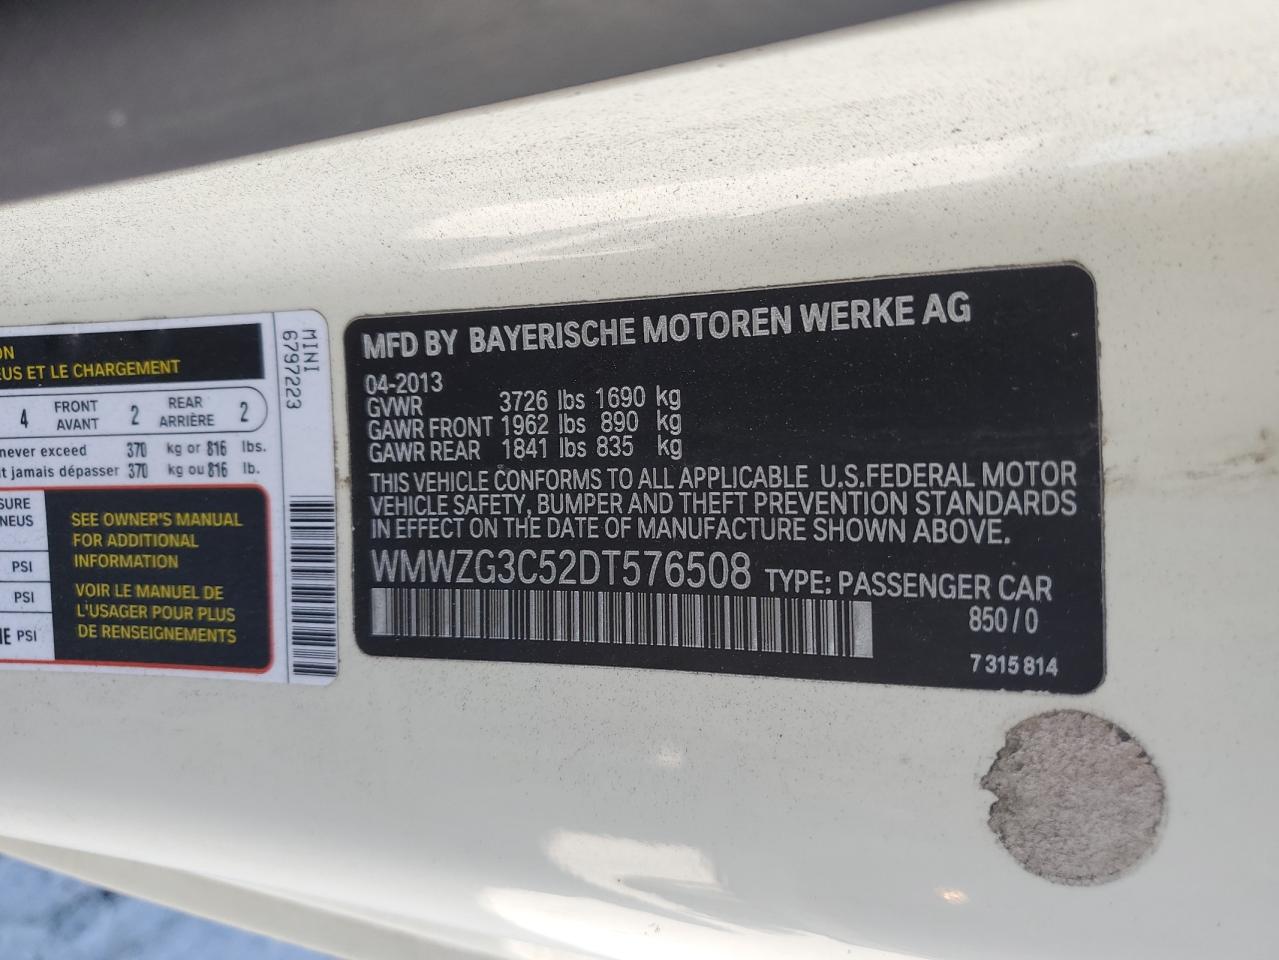 ON
EUS ET LE CHARGEMENT
4 FRONT AVANT 2 REAR ARRIÈRE 2
never exceed 370 kg or 816 lbs.
t jamais dépasser 370 kg ou 816 lb.
SURE
NEUS
PSI
PSI
PSI
SEE OWNER'S MANUAL
FOR ADDITIONAL
INFORMATION
VOIR LE MANUEL DE
L'USAGER POUR PLUS
DE RENSEIGNEMENTS
MINI
6797223
MFD BY BAYERISCHE MOTOREN WERKE AG
04-2013
GVWR 3726 lbs 1690 kg
GAWR FRONT 1962 lbs 890 kg
GAWR REAR 1841 lbs 835 kg
THIS VEHICLE CONFORMS TO ALL APPLICABLE U.S.FEDERAL MOTOR
VEHICLE SAFETY, BUMPER AND THEFT PREVENTION STANDARDS
IN EFFECT ON THE DATE OF MANUFACTURE SHOWN ABOVE.
WMWZG3C52DT576508 TYPE: PASSENGER CAR
850/0
7 315 814